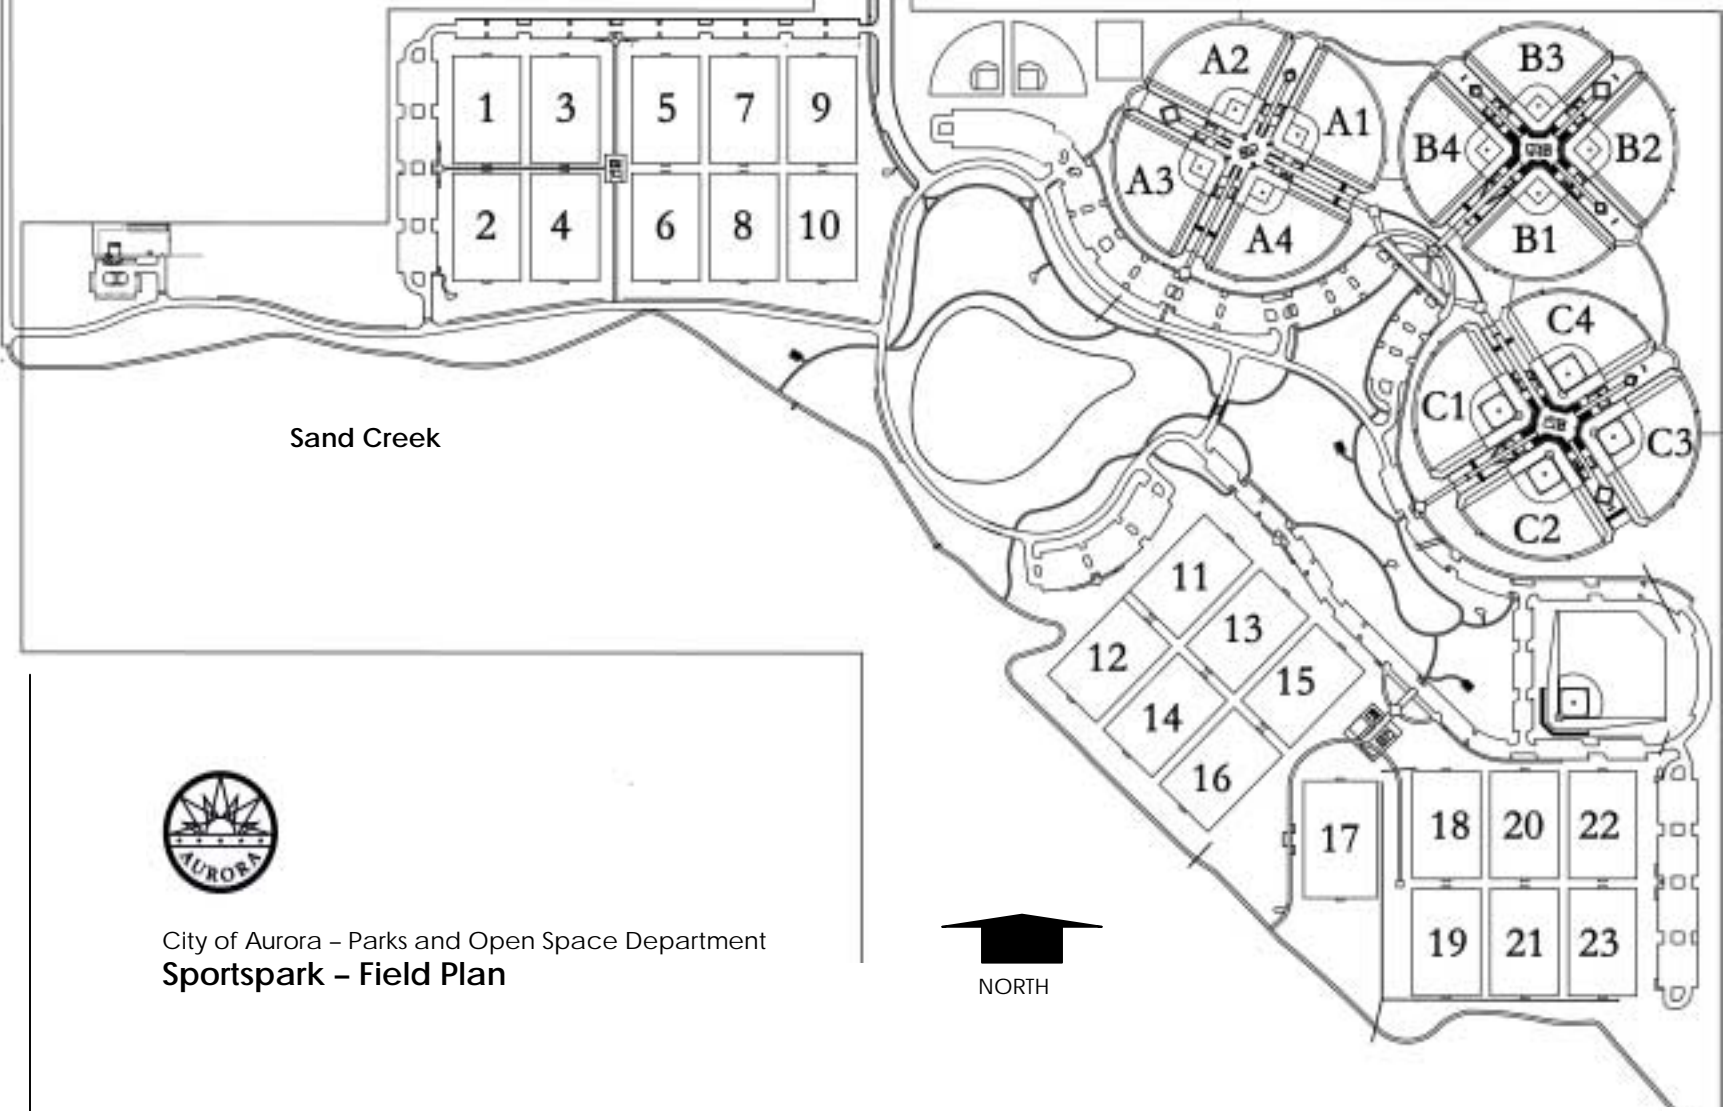 A2
B3
1
3
5
7
9
A1
B4
B2
A3
2
4
6
8
10
A4
B1
C4
C1
Sand Creek
C3
C2
11
13
12
15
14
16
17
18
20
22
AURORA
City of Aurora – Parks and Open Space Department
19
21
23
Sportspark – Field Plan
NORTH